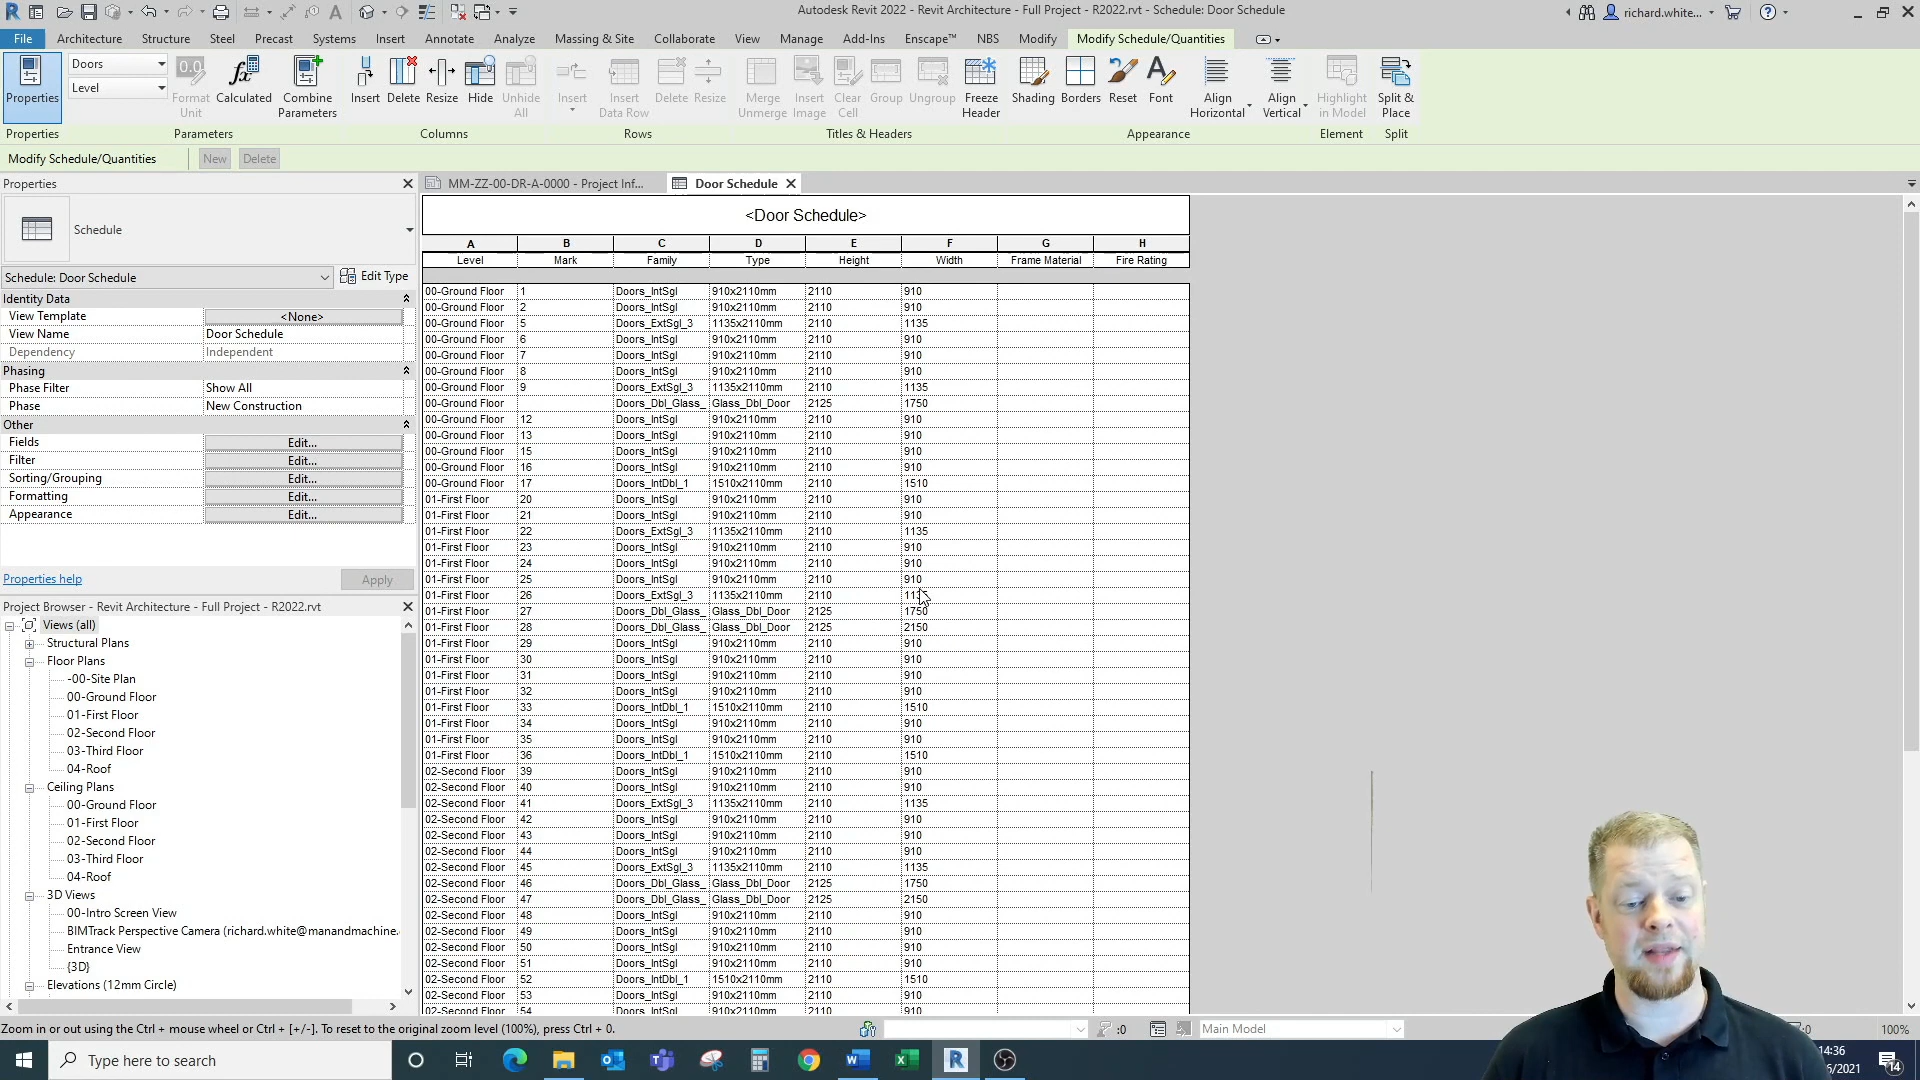 Autodesk Revit 2022 - Revit Architecture - Full Project - R2022.rvt - Schedule: Door Schedule
richard.white...
File Architecture Structure Steel Precast Systems Insert Annotate Analyze Massing & Site Collaborate View Manage Add-Ins Enscape™ NBS Modify Modify Schedule/Quantities
Doors
Level
Properties
Format Unit
Calculated
Combine Parameters
Insert Delete Resize Hide Unhide All
Insert
Insert Data Row
Delete Resize
Merge Unmerge
Insert Image
Clear Cell
Group Ungroup
Freeze Header
Shading Borders Reset Font
Align Horizontal
Align Vertical
Highlight in Model
Split & Place
Properties Parameters Columns Rows Titles & Headers Appearance Element Split
Modify Schedule/Quantities New Delete
Properties
Schedule
Schedule: Door Schedule Edit Type
Identity Data
View Template <None>
View Name Door Schedule
Dependency Independent
Phasing
Phase Filter Show All
Phase New Construction
Other
Fields Edit...
Filter Edit...
Sorting/Grouping Edit...
Formatting Edit...
Appearance Edit...
Properties help Apply
Project Browser - Revit Architecture - Full Project - R2022.rvt
Views (all)
Structural Plans
Floor Plans
-00-Site Plan
00-Ground Floor
01-First Floor
02-Second Floor
03-Third Floor
04-Roof
Ceiling Plans
00-Ground Floor
01-First Floor
02-Second Floor
03-Third Floor
04-Roof
3D Views
00-Intro Screen View
BIMTrack Perspective Camera (richard.white@manandmachine.
Entrance View
{3D}
Elevations (12mm Circle)
MM-ZZ-00-DR-A-0000 - Project Inf... Door Schedule
<Door Schedule>
A B C D E F G H
Level Mark Family Type Height Width Frame Material Fire Rating
00-Ground Floor 1 Doors_IntSgl 910x2110mm 2110 910
00-Ground Floor 2 Doors_IntSgl 910x2110mm 2110 910
00-Ground Floor 5 Doors_ExtSgl_3 1135x2110mm 2110 1135
00-Ground Floor 6 Doors_IntSgl 910x2110mm 2110 910
00-Ground Floor 7 Doors_IntSgl 910x2110mm 2110 910
00-Ground Floor 8 Doors_IntSgl 910x2110mm 2110 910
00-Ground Floor 9 Doors_ExtSgl_3 1135x2110mm 2110 1135
00-Ground Floor Doors_Dbl_Glass_ Glass_Dbl_Door 2125 1750
00-Ground Floor 12 Doors_IntSgl 910x2110mm 2110 910
00-Ground Floor 13 Doors_IntSgl 910x2110mm 2110 910
00-Ground Floor 15 Doors_IntSgl 910x2110mm 2110 910
00-Ground Floor 16 Doors_IntSgl 910x2110mm 2110 910
00-Ground Floor 17 Doors_IntDbl_1 1510x2110mm 2110 1510
01-First Floor 20 Doors_IntSgl 910x2110mm 2110 910
01-First Floor 21 Doors_IntSgl 910x2110mm 2110 910
01-First Floor 22 Doors_ExtSgl_3 1135x2110mm 2110 1135
01-First Floor 23 Doors_IntSgl 910x2110mm 2110 910
01-First Floor 24 Doors_IntSgl 910x2110mm 2110 910
01-First Floor 25 Doors_IntSgl 910x2110mm 2110 910
01-First Floor 26 Doors_ExtSgl_3 1135x2110mm 2110
01-First Floor 27 Doors_Dbl_Glass_ Glass_Dbl_Door 2125 1750
01-First Floor 28 Doors_Dbl_Glass_ Glass_Dbl_Door 2125 2150
01-First Floor 29 Doors_IntSgl 910x2110mm 2110 910
01-First Floor 30 Doors_IntSgl 910x2110mm 2110 910
01-First Floor 31 Doors_IntSgl 910x2110mm 2110 910
01-First Floor 32 Doors_IntSgl 910x2110mm 2110 910
01-First Floor 33 Doors_IntDbl_1 1510x2110mm 2110 1510
01-First Floor 34 Doors_IntSgl 910x2110mm 2110 910
01-First Floor 35 Doors_IntSgl 910x2110mm 2110 910
01-First Floor 36 Doors_IntDbl_1 1510x2110mm 2110 1510
02-Second Floor 39 Doors_IntSgl 910x2110mm 2110 910
02-Second Floor 40 Doors_IntSgl 910x2110mm 2110 910
02-Second Floor 41 Doors_ExtSgl_3 1135x2110mm 2110 1135
02-Second Floor 42 Doors_IntSgl 910x2110mm 2110 910
02-Second Floor 43 Doors_IntSgl 910x2110mm 2110 910
02-Second Floor 44 Doors_IntSgl 910x2110mm 2110 910
02-Second Floor 45 Doors_ExtSgl_3 1135x2110mm 2110 1135
02-Second Floor 46 Doors_Dbl_Glass_ Glass_Dbl_Door 2125 1750
02-Second Floor 47 Doors_Dbl_Glass_ Glass_Dbl_Door 2125 2150
02-Second Floor 48 Doors_IntSgl 910x2110mm 2110 910
02-Second Floor 49 Doors_IntSgl 910x2110mm 2110 910
02-Second Floor 50 Doors_IntSgl 910x2110mm 2110 910
02-Second Floor 51 Doors_IntSgl 910x2110mm 2110 910
02-Second Floor 52 Doors_IntDbl_1 1510x2110mm 2110 1510
02-Second Floor 53 Doors_IntSgl 910x2110mm 2110 910
02-Second Floor 54 Doors_IntSgl 910x2110mm 2110 910
Zoom in or out using the Ctrl + mouse wheel or Ctrl + [+/-]. To reset to the original zoom level (100%), press Ctrl + 0. :0 Main Model :0 100%
Type here to search
14:36
6/2021
14